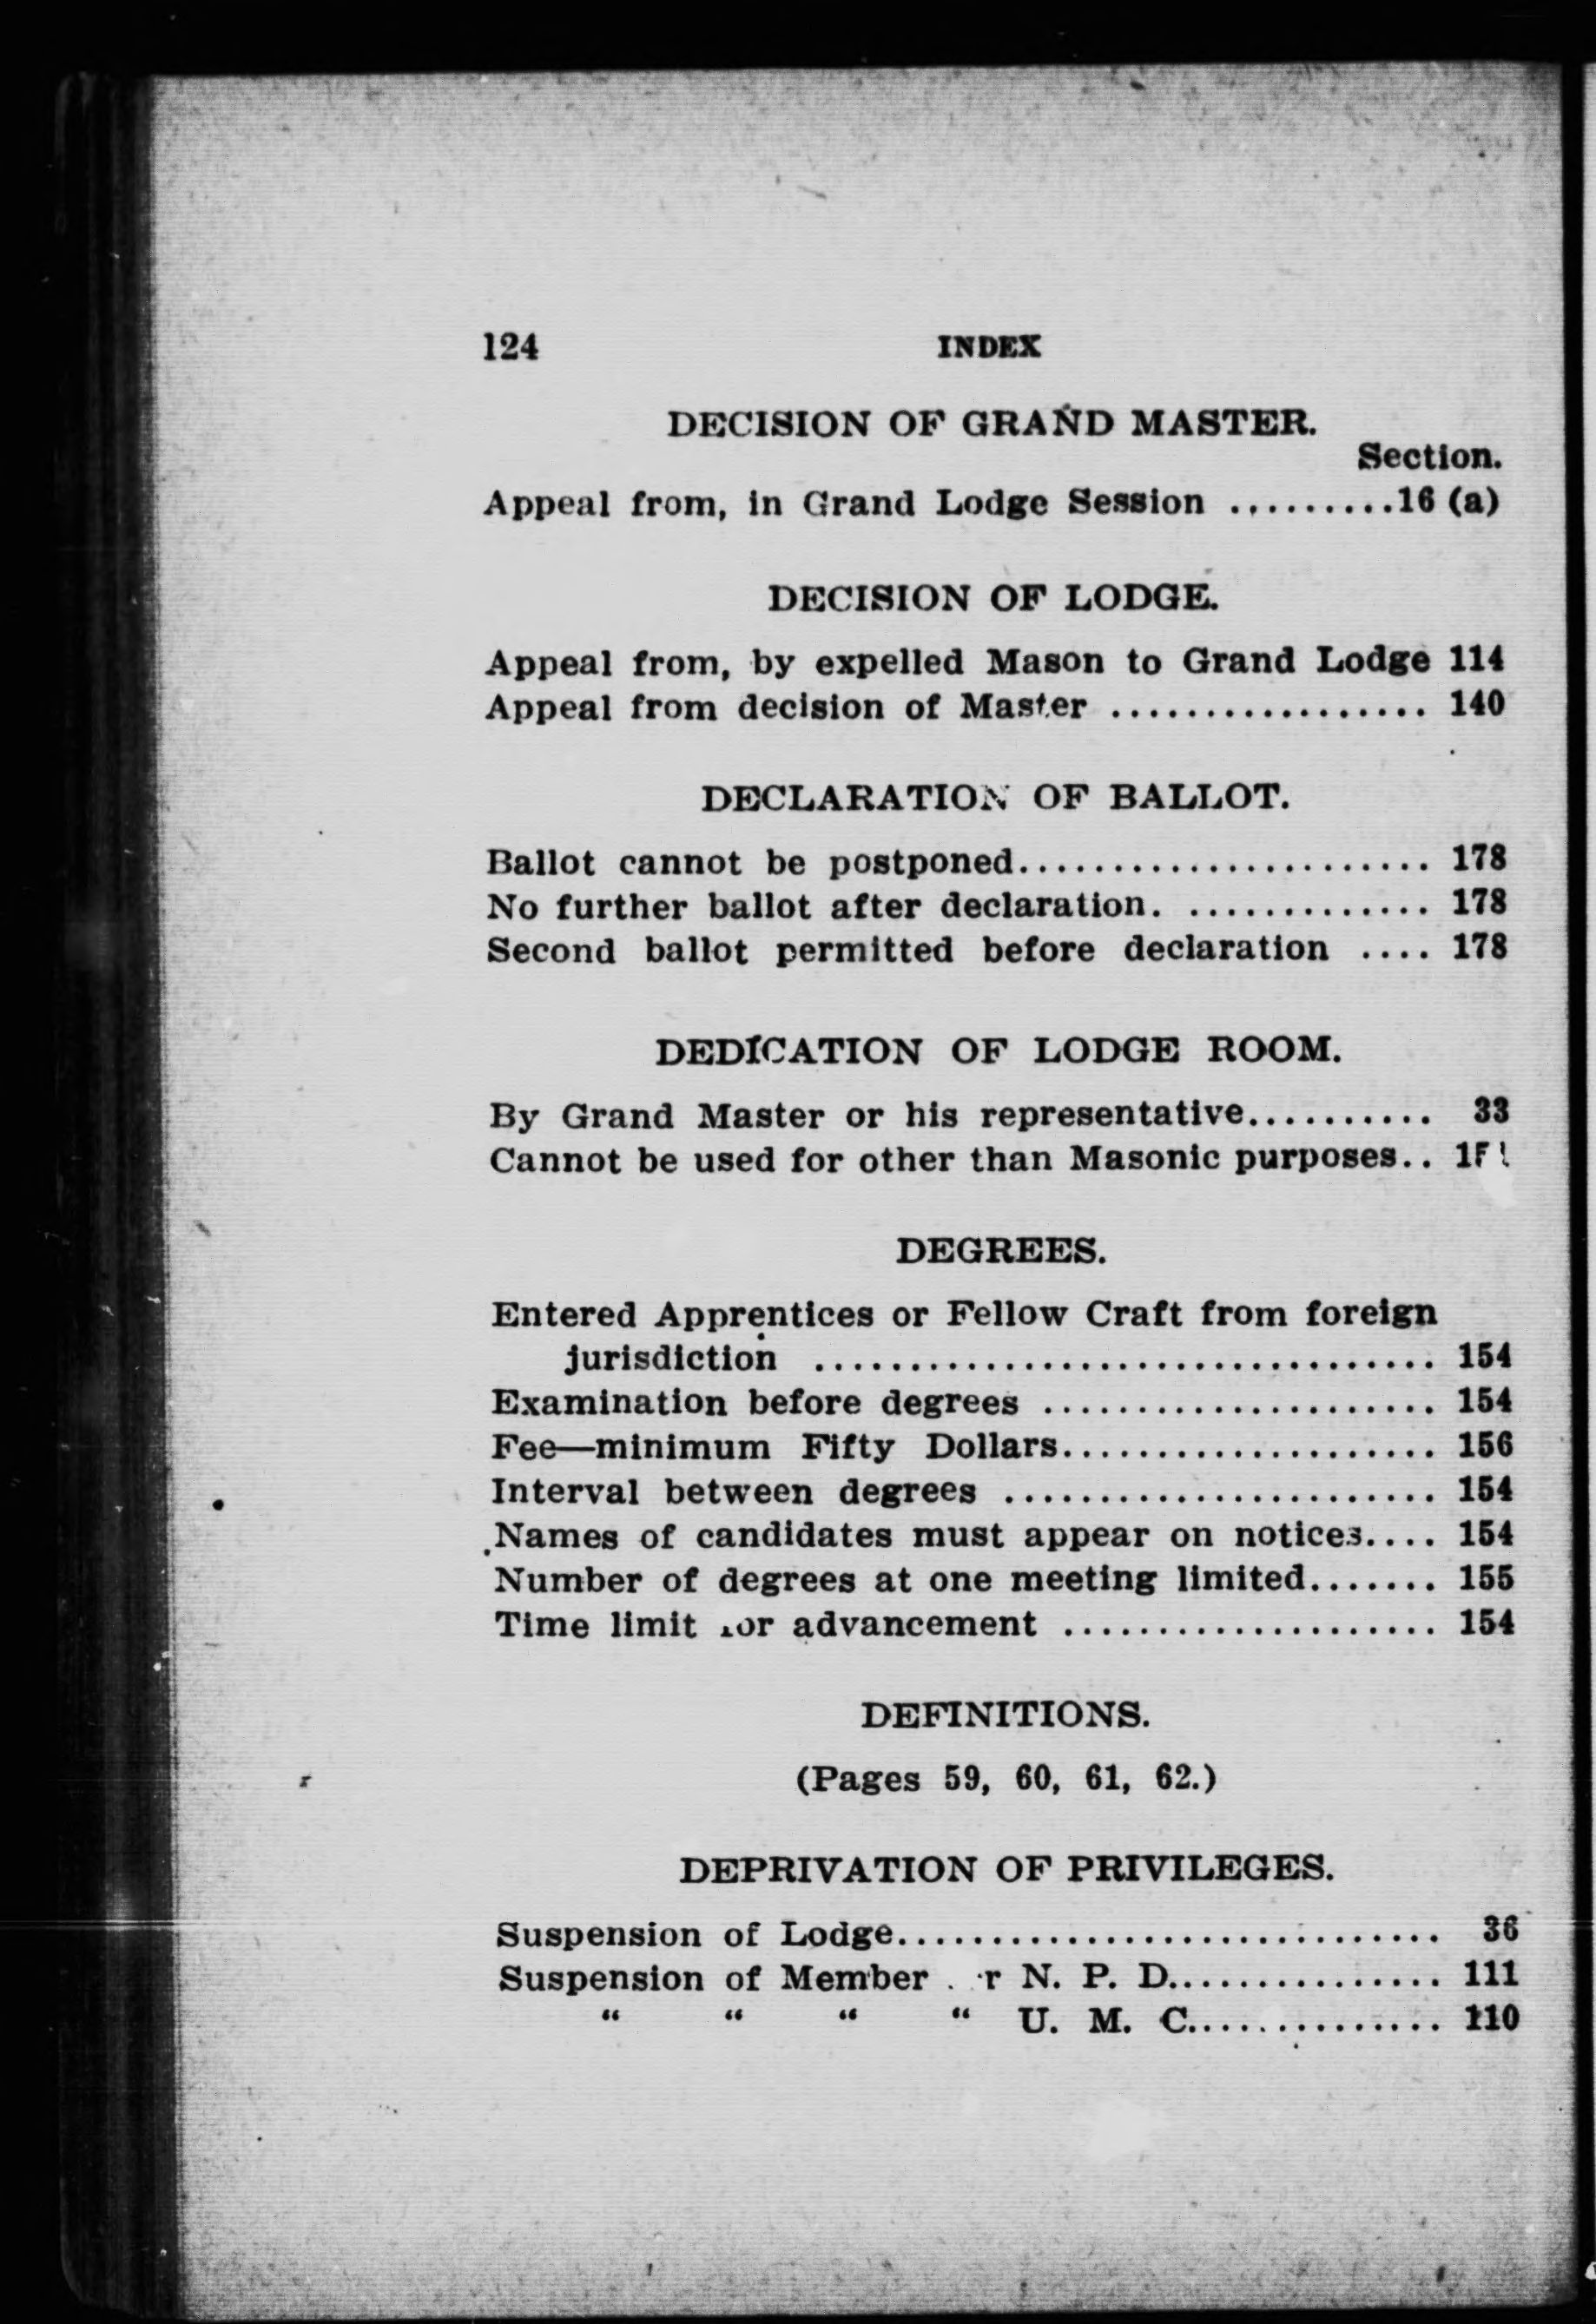 124 INDEX
DECISION OF GRAND MASTER.
Section.
Appeal from, in Grand Lodge Session .........16 (a)
DECISION OF LODGE.
Appeal from, by expelled Mason to Grand Lodge 114
Appeal from decision of Master ................. 140
DECLARATION OF BALLOT.
Ballot cannot be postponed...................... 178
No further ballot after declaration. ............. 178
Second ballot permitted before declaration .... 178
DEDICATION OF LODGE ROOM.
By Grand Master or his representative.......... 33
Cannot be used for other than Masonic purposes..
DEGREES.
Entered Apprentices or Fellow Craft from foreign
jurisdiction ................................. 154
Examination before degrees ..................... 154
Fee—minimum Fifty Dollars.................... 156
Interval between degrees ....................... 154
Names of candidates must appear on notices.... 154
Number of degrees at one meeting limited....... 155
Time limit for advancement .................... 154
DEFINITIONS.
(Pages 59, 60, 61, 62.)
DEPRIVATION OF PRIVILEGES.
Suspension of Lodge............................. 36
Suspension of Member N. P. D............... 111
“ “ “ “ U. M. C.............. 110